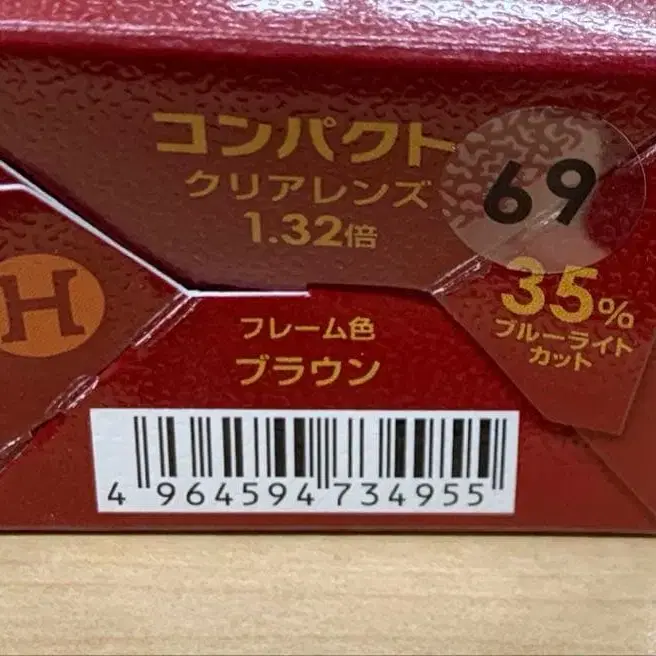 コンパクト
クリアレンズ
1.32倍
69
35%
ブルーライト
カット
H
フレーム色
ブラウン
4 964594 734955